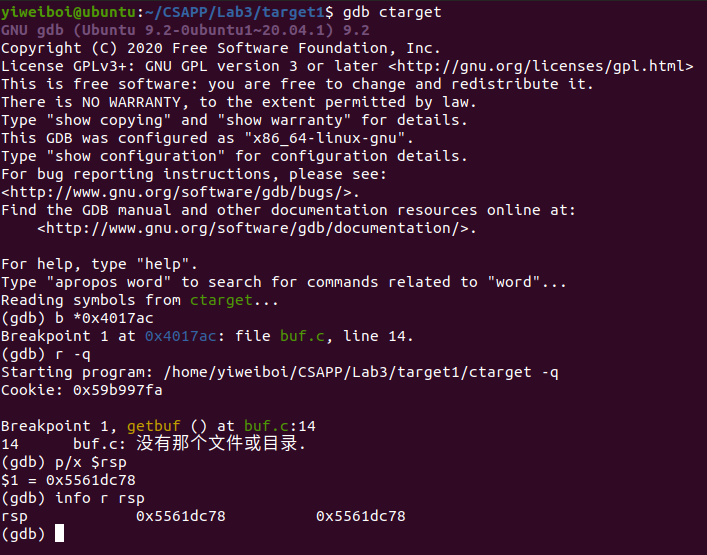 yiweiboi@ubuntu:~/CSAPP/Lab3/target1$ gdb ctarget
GNU gdb (Ubuntu 9.2-0ubuntu1~20.04.1) 9.2
Copyright (C) 2020 Free Software Foundation, Inc.
License GPLv3+: GNU GPL version 3 or later <http://gnu.org/licenses/gpl.html>
This is free software: you are free to change and redistribute it.
There is NO WARRANTY, to the extent permitted by law.
Type "show copying" and "show warranty" for details.
This GDB was configured as "x86_64-linux-gnu".
Type "show configuration" for configuration details.
For bug reporting instructions, please see:
<http://www.gnu.org/software/gdb/bugs/>.
Find the GDB manual and other documentation resources online at:
    <http://www.gnu.org/software/gdb/documentation/>.

For help, type "help".
Type "apropos word" to search for commands related to "word"...
Reading symbols from ctarget...
(gdb) b *0x4017ac
Breakpoint 1 at 0x4017ac: file buf.c, line 14.
(gdb) r -q
Starting program: /home/yiweiboi/CSAPP/Lab3/target1/ctarget -q
Cookie: 0x59b997fa

Breakpoint 1, getbuf () at buf.c:14
14      buf.c: 没有那个文件或目录.
(gdb) p/x $rsp
$1 = 0x5561dc78
(gdb) info r rsp
rsp            0x5561dc78          0x5561dc78
(gdb)